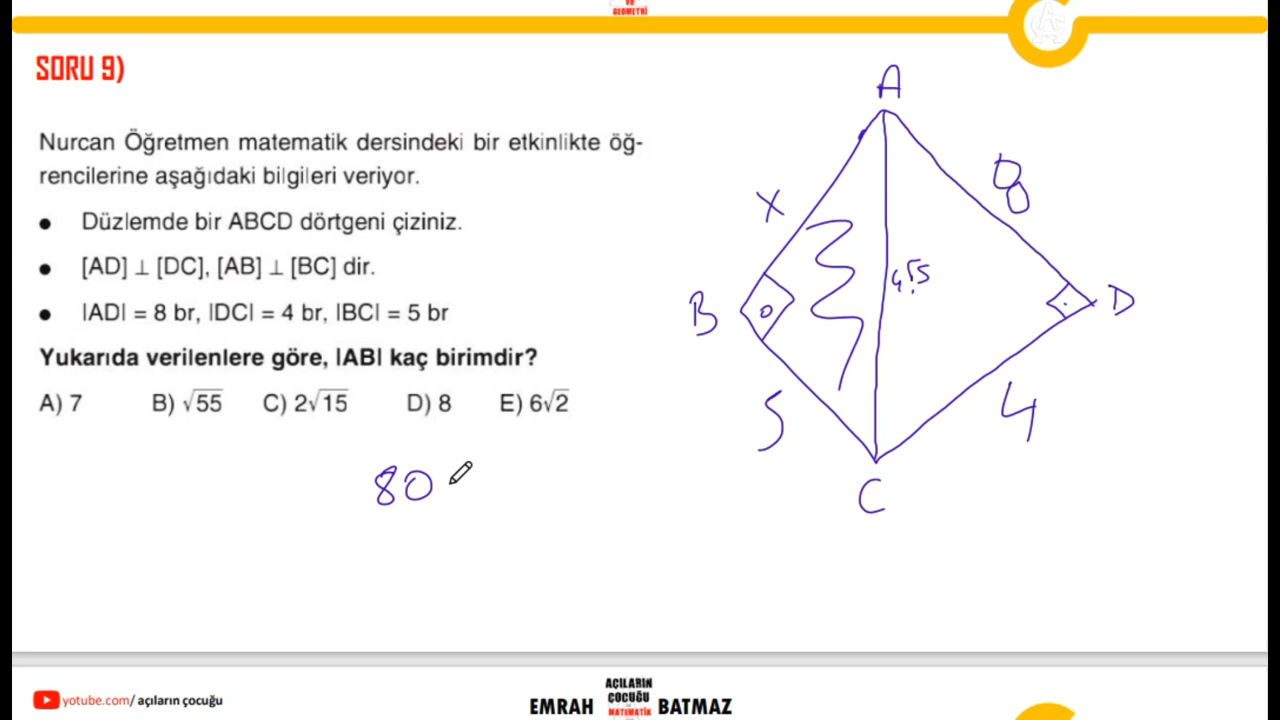 VE
GEOMETRİ
SORU 9)
Nurcan Öğretmen matematik dersindeki bir etkinlikte öğ-
rencilerine aşağıdaki bilgileri veriyor.
● Düzlemde bir ABCD dörtgeni çiziniz.
● [AD] ⊥ [DC], [AB] ⊥ [BC] dir.
● |AD| = 8 br, |DC| = 4 br, |BC| = 5 br
Yukarıda verilenlere göre, |AB| kaç birimdir?
A) 7 B) √55 C) 2√15 D) 8 E) 6√2
80
A
x
8
4√5
B
D
5
4
C
yotube.com/ açıların çocuğu
EMRAH
AÇILARIN
ÇOCUĞU
VE
MATEMATİK
BATMAZ